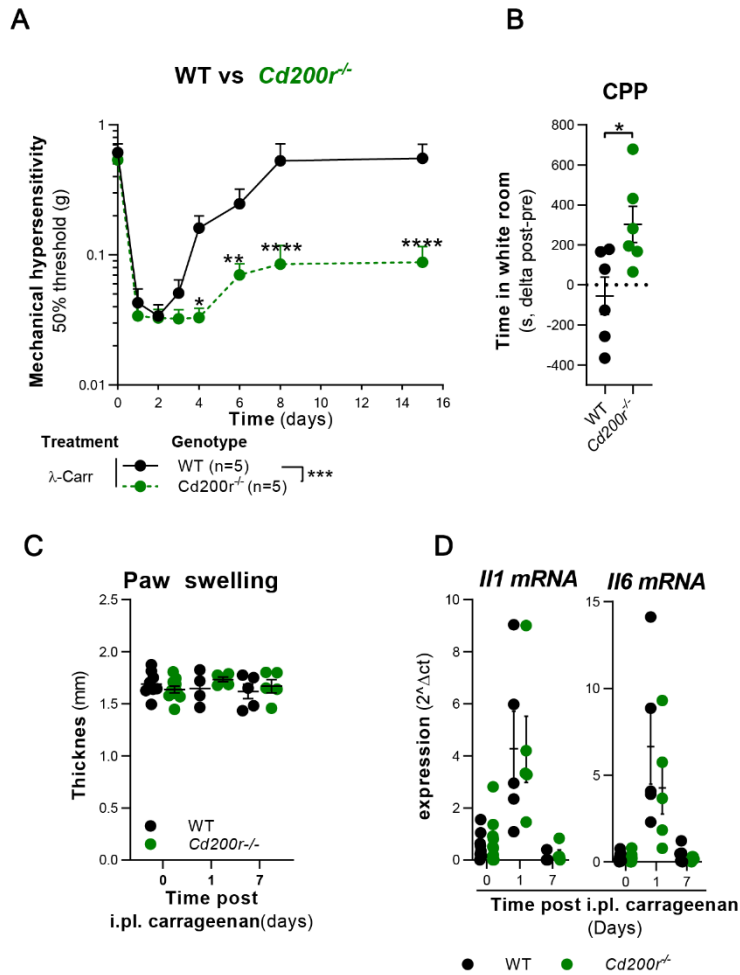 A
WT vs Cd200r-/-
Mechanical hypersensitivity
50% threshold (g)
1
0.1
0.01
*
**
****
****
0 2 4 6 8 10 12 14 16
Time (days)
Treatment Genotype
λ-Carr
WT (n=5)
Cd200r-/- (n=5)
***
B
CPP
Time in white room
(s, delta post-pre)
800
600
400
200
0
-200
-400
*
WT
Cd200r-/-
C
Paw swelling
Thicknes (mm)
2.5
2.0
1.5
1.0
0.5
0.0
WT
Cd200r-/-
0 1 7
Time post
i.pl. carrageenan(days)
D
Il1 mRNA
Il6 mRNA
expression (2^Δct)
10
8
6
4
2
0
0 1 7
15
10
5
0
0 1 7
Time post i.pl. carrageenan
(Days)
WT Cd200r-/-